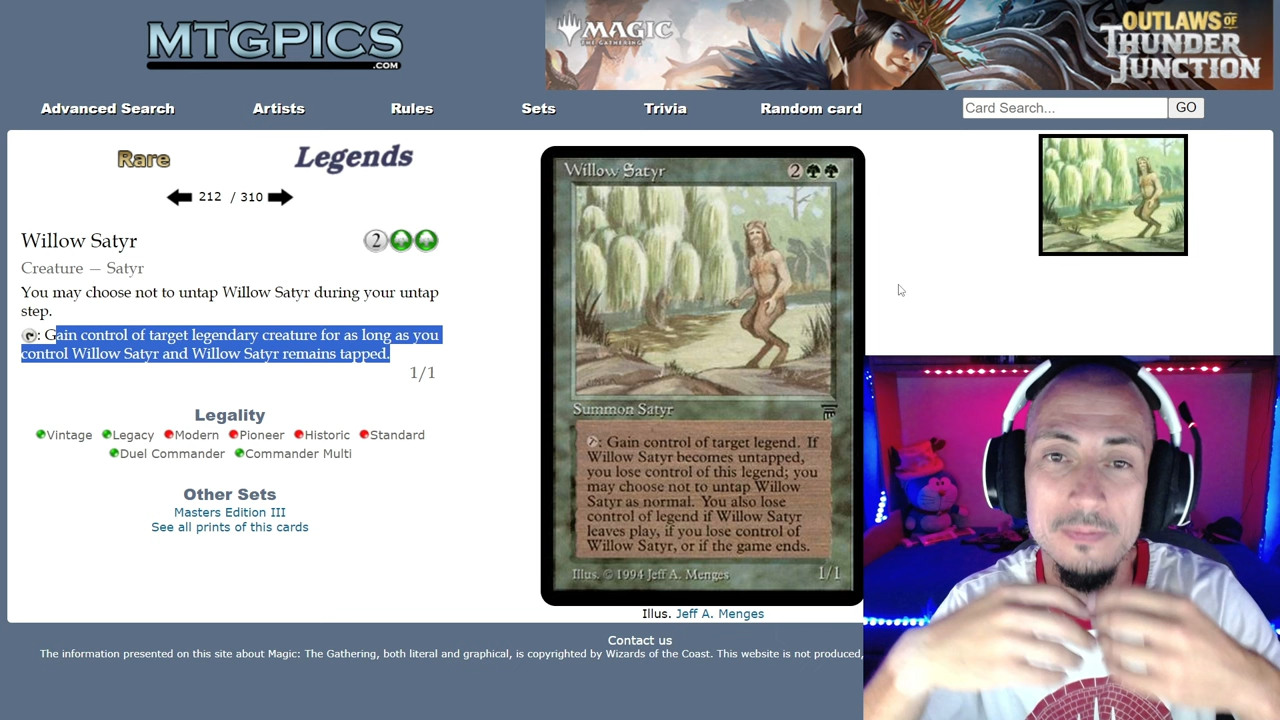 MTGPICS
.COM
MAGIC
THE GATHERING
OUTLAWS OF
THUNDER
JUNCTION
Advanced Search
Artists
Rules
Sets
Trivia
Random card
Card Search...
GO
Rare
Legends
212 / 310
Willow Satyr
2
Creature — Satyr
You may choose not to untap Willow Satyr during your untap
step.
: Gain control of target legendary creature for as long as you
control Willow Satyr and Willow Satyr remains tapped.
1/1
Legality
Vintage Legacy Modern Pioneer Historic Standard
Duel Commander Commander Multi
Other Sets
Masters Edition III
See all prints of this cards
Willow Satyr
2
Summon Satyr
: Gain control of target legend. If
Willow Satyr becomes untapped,
you lose control of this legend; you
may choose not to untap Willow
Satyr as normal. You also lose
control of legend if Willow Satyr
leaves play, if you lose control of
Willow Satyr, or if the game ends.
Illus. © 1994 Jeff A. Menges
1/1
Illus. Jeff A. Menges
Contact us
The information presented on this site about Magic: The Gathering, both literal and graphical, is copyrighted by Wizards of the Coast. This website is not produced,